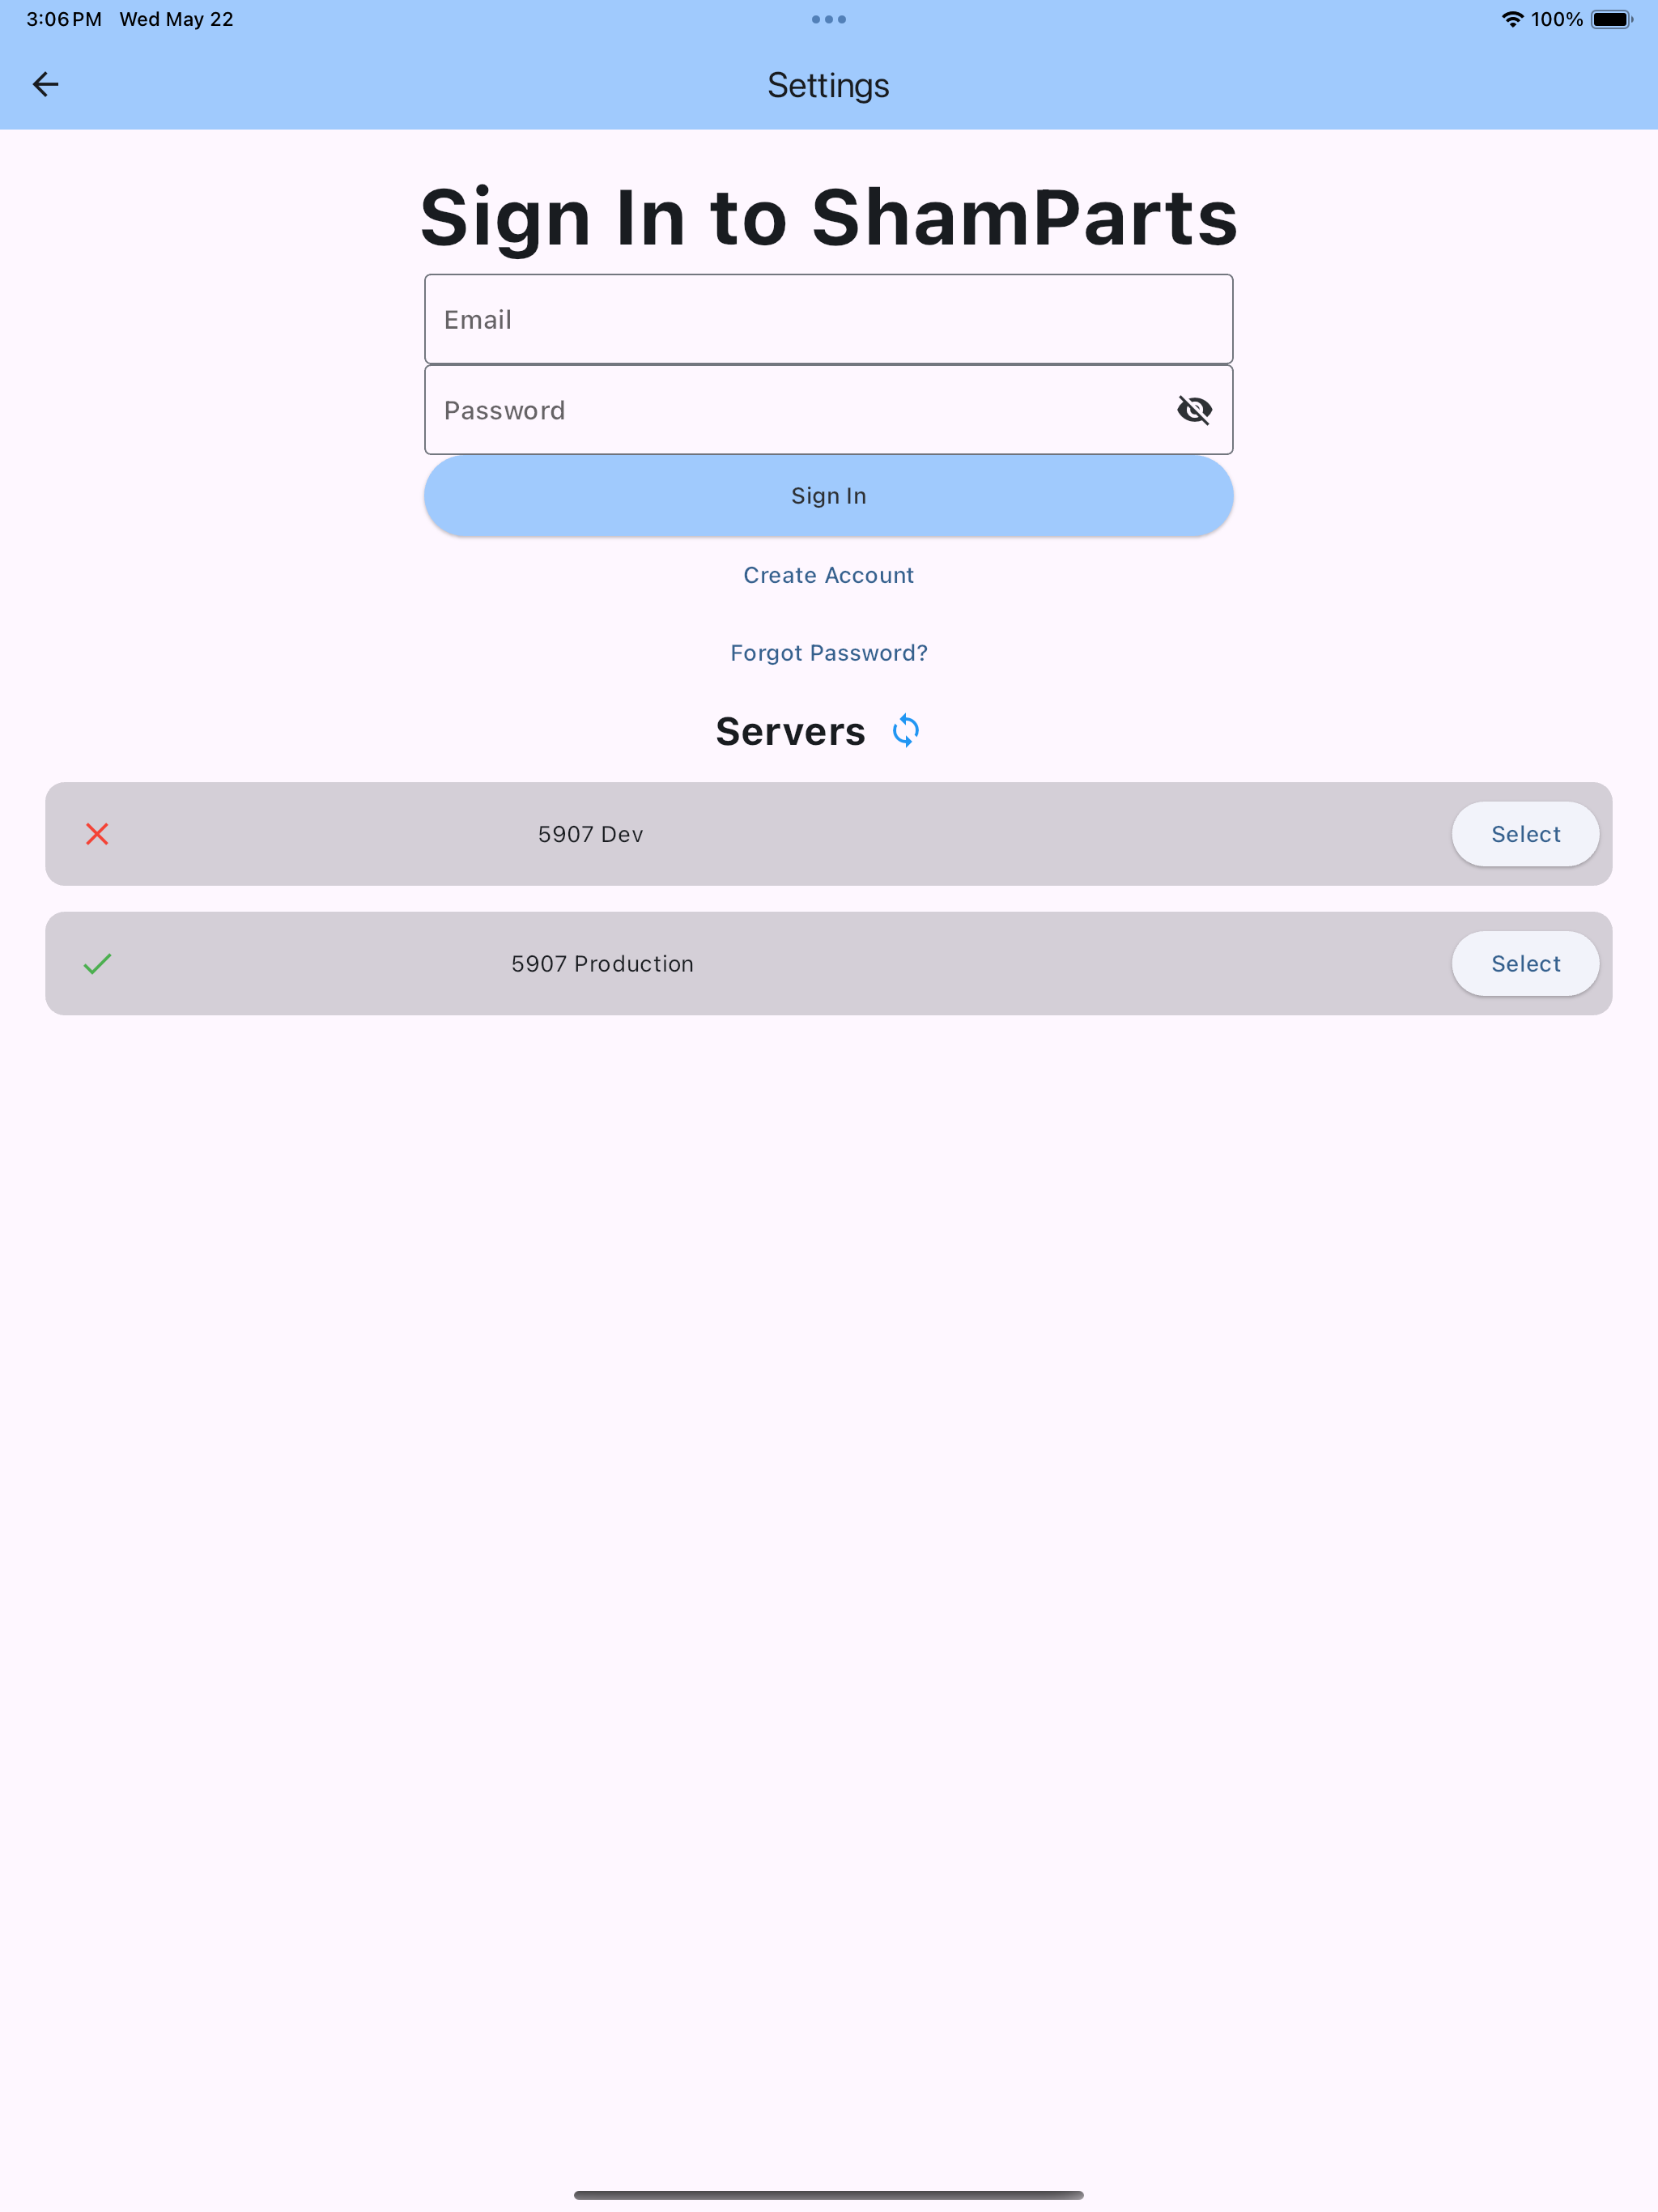 3:06 PM Wed May 22 100%
Settings
Sign In to ShamParts
Email
Password
Sign In
Create Account
Forgot Password?
Servers
5907 Dev Select
5907 Production Select